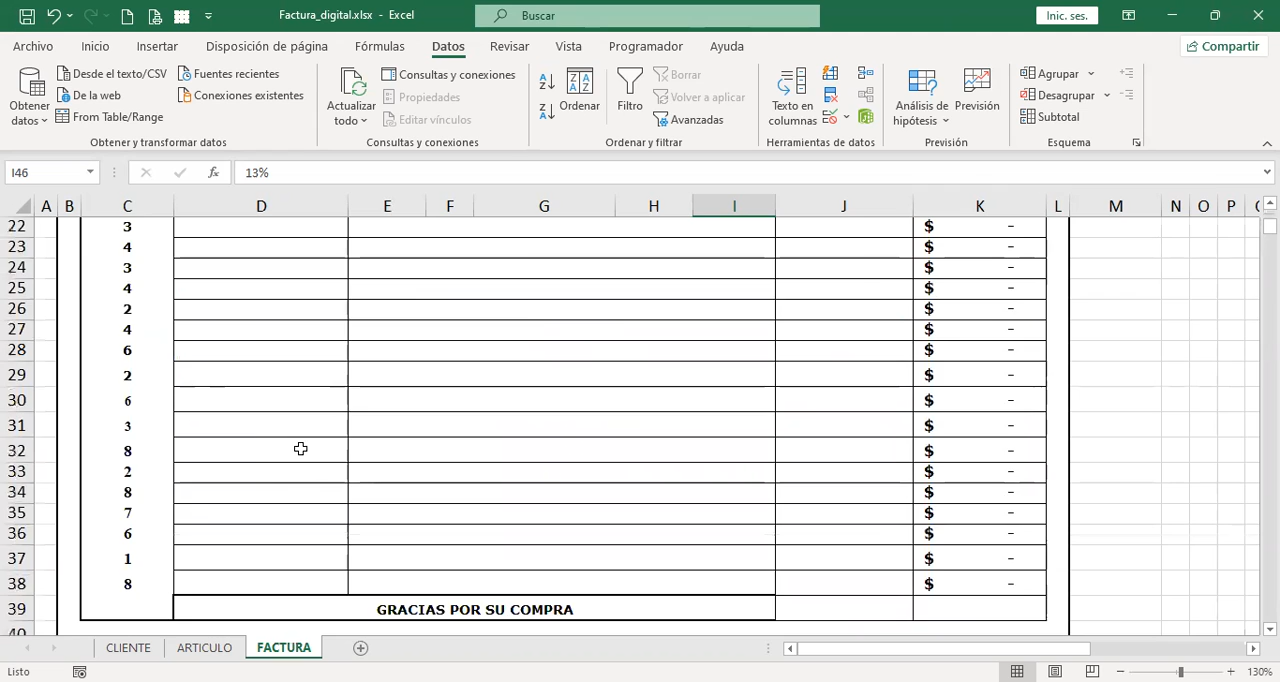 Factura_digital.xlsx - Excel
Buscar
Inic. ses.
Archivo Inicio Insertar Disposición de página Fórmulas Datos Revisar Vista Programador Ayuda
Compartir
Obtener datos
Desde el texto/CSV
De la web
From Table/Range
Fuentes recientes
Conexiones existentes
Obtener y transformar datos
Actualizar todo
Consultas y conexiones
Propiedades
Editar vínculos
Consultas y conexiones
Ordenar
Filtro
Borrar
Volver a aplicar
Avanzadas
Ordenar y filtrar
Texto en columnas
Herramientas de datos
Análisis de hipótesis
Previsión
Previsión
Agrupar
Desagrupar
Subtotal
Esquema
I46 fx 13%
A B C D E F G H I J K L M N O P
22 3 $ -
23 4 $ -
24 3 $ -
25 4 $ -
26 2 $ -
27 4 $ -
28 6 $ -
29 2 $ -
30 6 $ -
31 3 $ -
32 8 $ -
33 2 $ -
34 8 $ -
35 7 $ -
36 6 $ -
37 1 $ -
38 8 $ -
39 GRACIAS POR SU COMPRA
40
CLIENTE ARTICULO FACTURA
Listo
130%